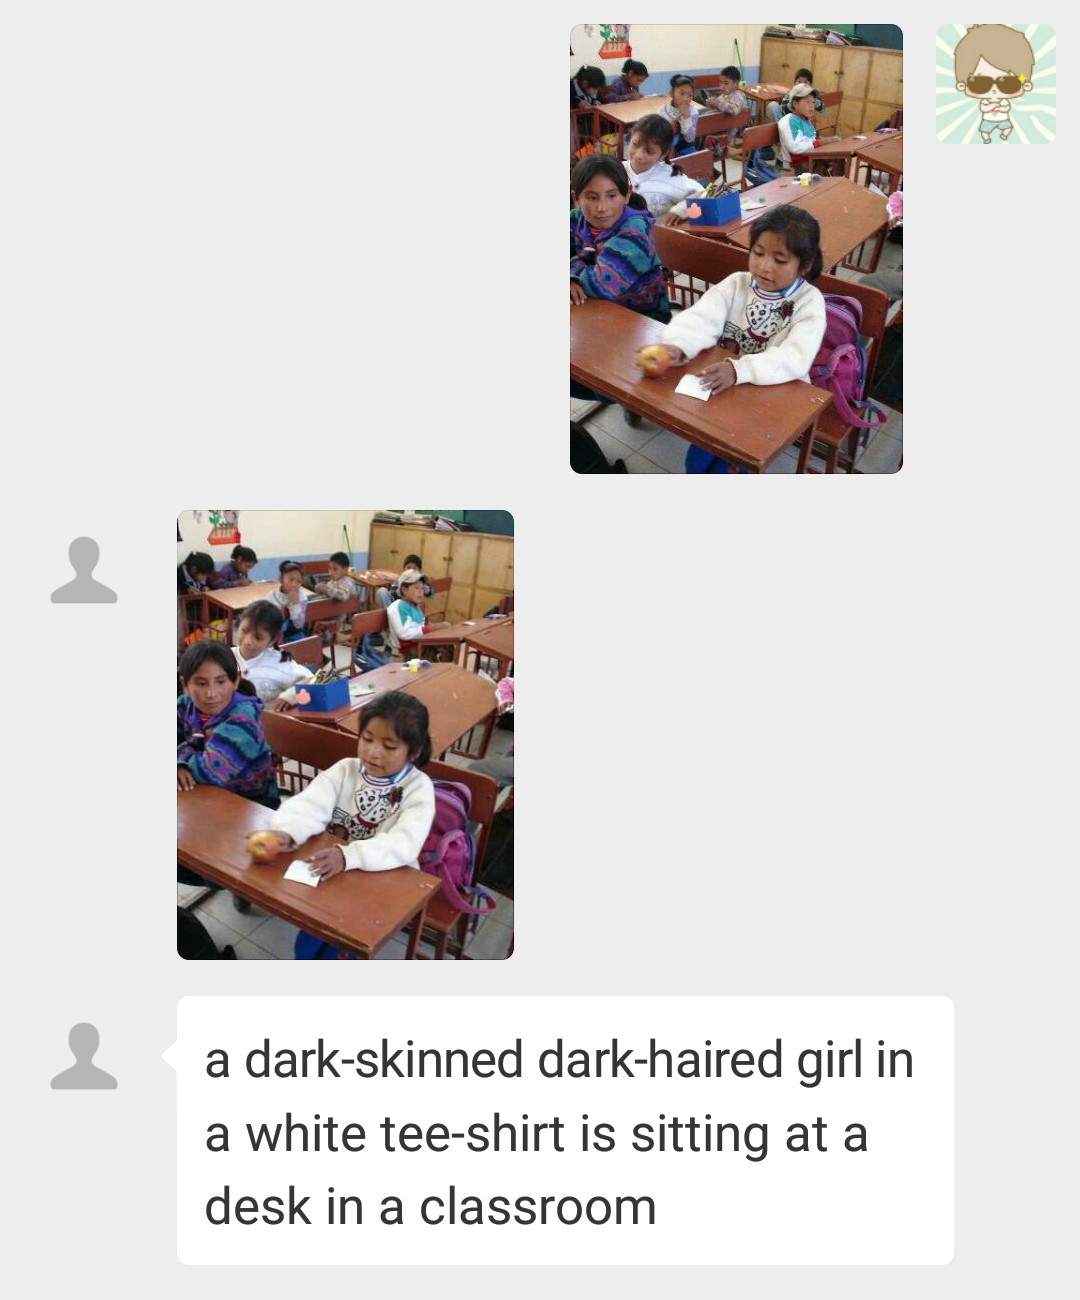 a dark-skinned dark-haired girl in
a white tee-shirt is sitting at a
desk in a classroom